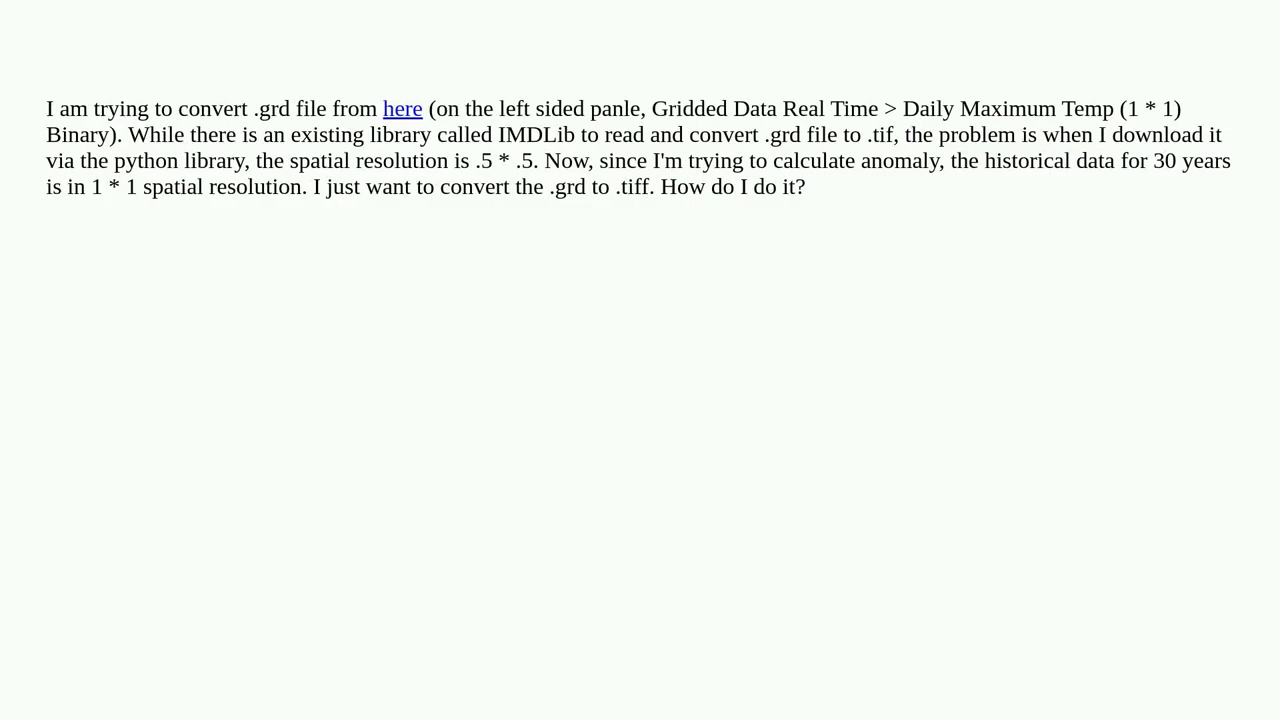 I am trying to convert .grd file from here (on the left sided panle, Gridded Data Real Time > Daily Maximum Temp (1 * 1)
Binary). While there is an existing library called IMDLib to read and convert .grd file to .tif, the problem is when I download it
via the python library, the spatial resolution is .5 * .5. Now, since I'm trying to calculate anomaly, the historical data for 30 years
is in 1 * 1 spatial resolution. I just want to convert the .grd to .tiff. How do I do it?